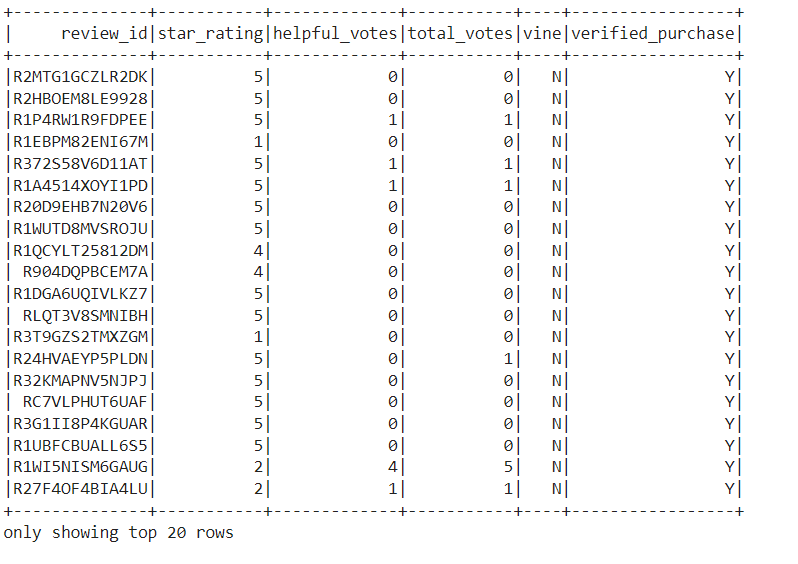 +--------------+-----------+-------------+-----------+----+-----------------+
|     review_id|star_rating|helpful_votes|total_votes|vine|verified_purchase|
+--------------+-----------+-------------+-----------+----+-----------------+
|R2MTG1GCZLR2DK|          5|            0|          0|   N|                Y|
|R2HBOEM8LE9928|          5|            0|          0|   N|                Y|
|R1P4RW1R9FDPEE|          5|            1|          1|   N|                Y|
|R1EBPM82ENI67M|          1|            0|          0|   N|                Y|
|R372S58V6D11AT|          5|            1|          1|   N|                Y|
|R1A4514XOYI1PD|          5|            1|          1|   N|                Y|
|R20D9EHB7N20V6|          5|            0|          0|   N|                Y|
|R1WUTD8MVSROJU|          5|            0|          0|   N|                Y|
|R1QCYLT25812DM|          4|            0|          0|   N|                Y|
| R904DQPBCEM7A|          4|            0|          0|   N|                Y|
|R1DGA6UQIVLKZ7|          5|            0|          0|   N|                Y|
| RLQT3V8SMNIBH|          5|            0|          0|   N|                Y|
|R3T9GZS2TMXZGM|          1|            0|          0|   N|                Y|
|R24HVAEYP5PLDN|          5|            0|          1|   N|                Y|
|R32KMAPNV5NJPJ|          5|            0|          0|   N|                Y|
| RC7VLPHUT6UAF|          5|            0|          0|   N|                Y|
|R3G1II8P4KGUAR|          5|            0|          0|   N|                Y|
|R1UBFCBUALL6S5|          5|            0|          0|   N|                Y|
|R1WI5NISM6GAUG|          2|            4|          5|   N|                Y|
|R27F4OF4BIA4LU|          2|            1|          1|   N|                Y|
+--------------+-----------+-------------+-----------+----+-----------------+
only showing top 20 rows